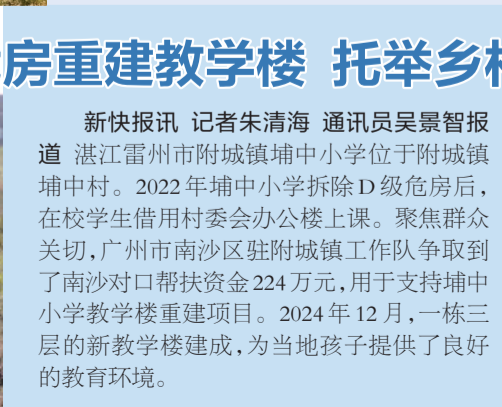 房重建教学楼 托举乡
新快报讯 记者朱清海 通讯员吴景智报
道 湛江雷州市附城镇埔中小学位于附城镇
埔中村。2022年埔中小学拆除D级危房后,
在校学生借用村委会办公楼上课。聚焦群众
关切,广州市南沙区驻附城镇工作队争取到
了南沙对口帮扶资金224万元,用于支持埔中
小学教学楼重建项目。2024年12月,一栋三
层的新教学楼建成,为当地孩子提供了良好
的教育环境。